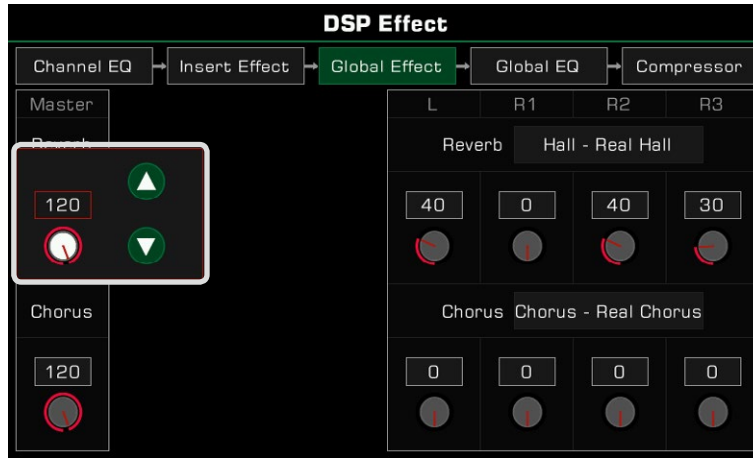 DSP Effect
Channel EQ Insert Effect Global Effect Global EQ Compressor
Master L R1 R2 R3
Reverb Hall - Real Hall
120 40 0 40 30
Chorus Chorus Chorus - Real Chorus
120 0 0 0 0